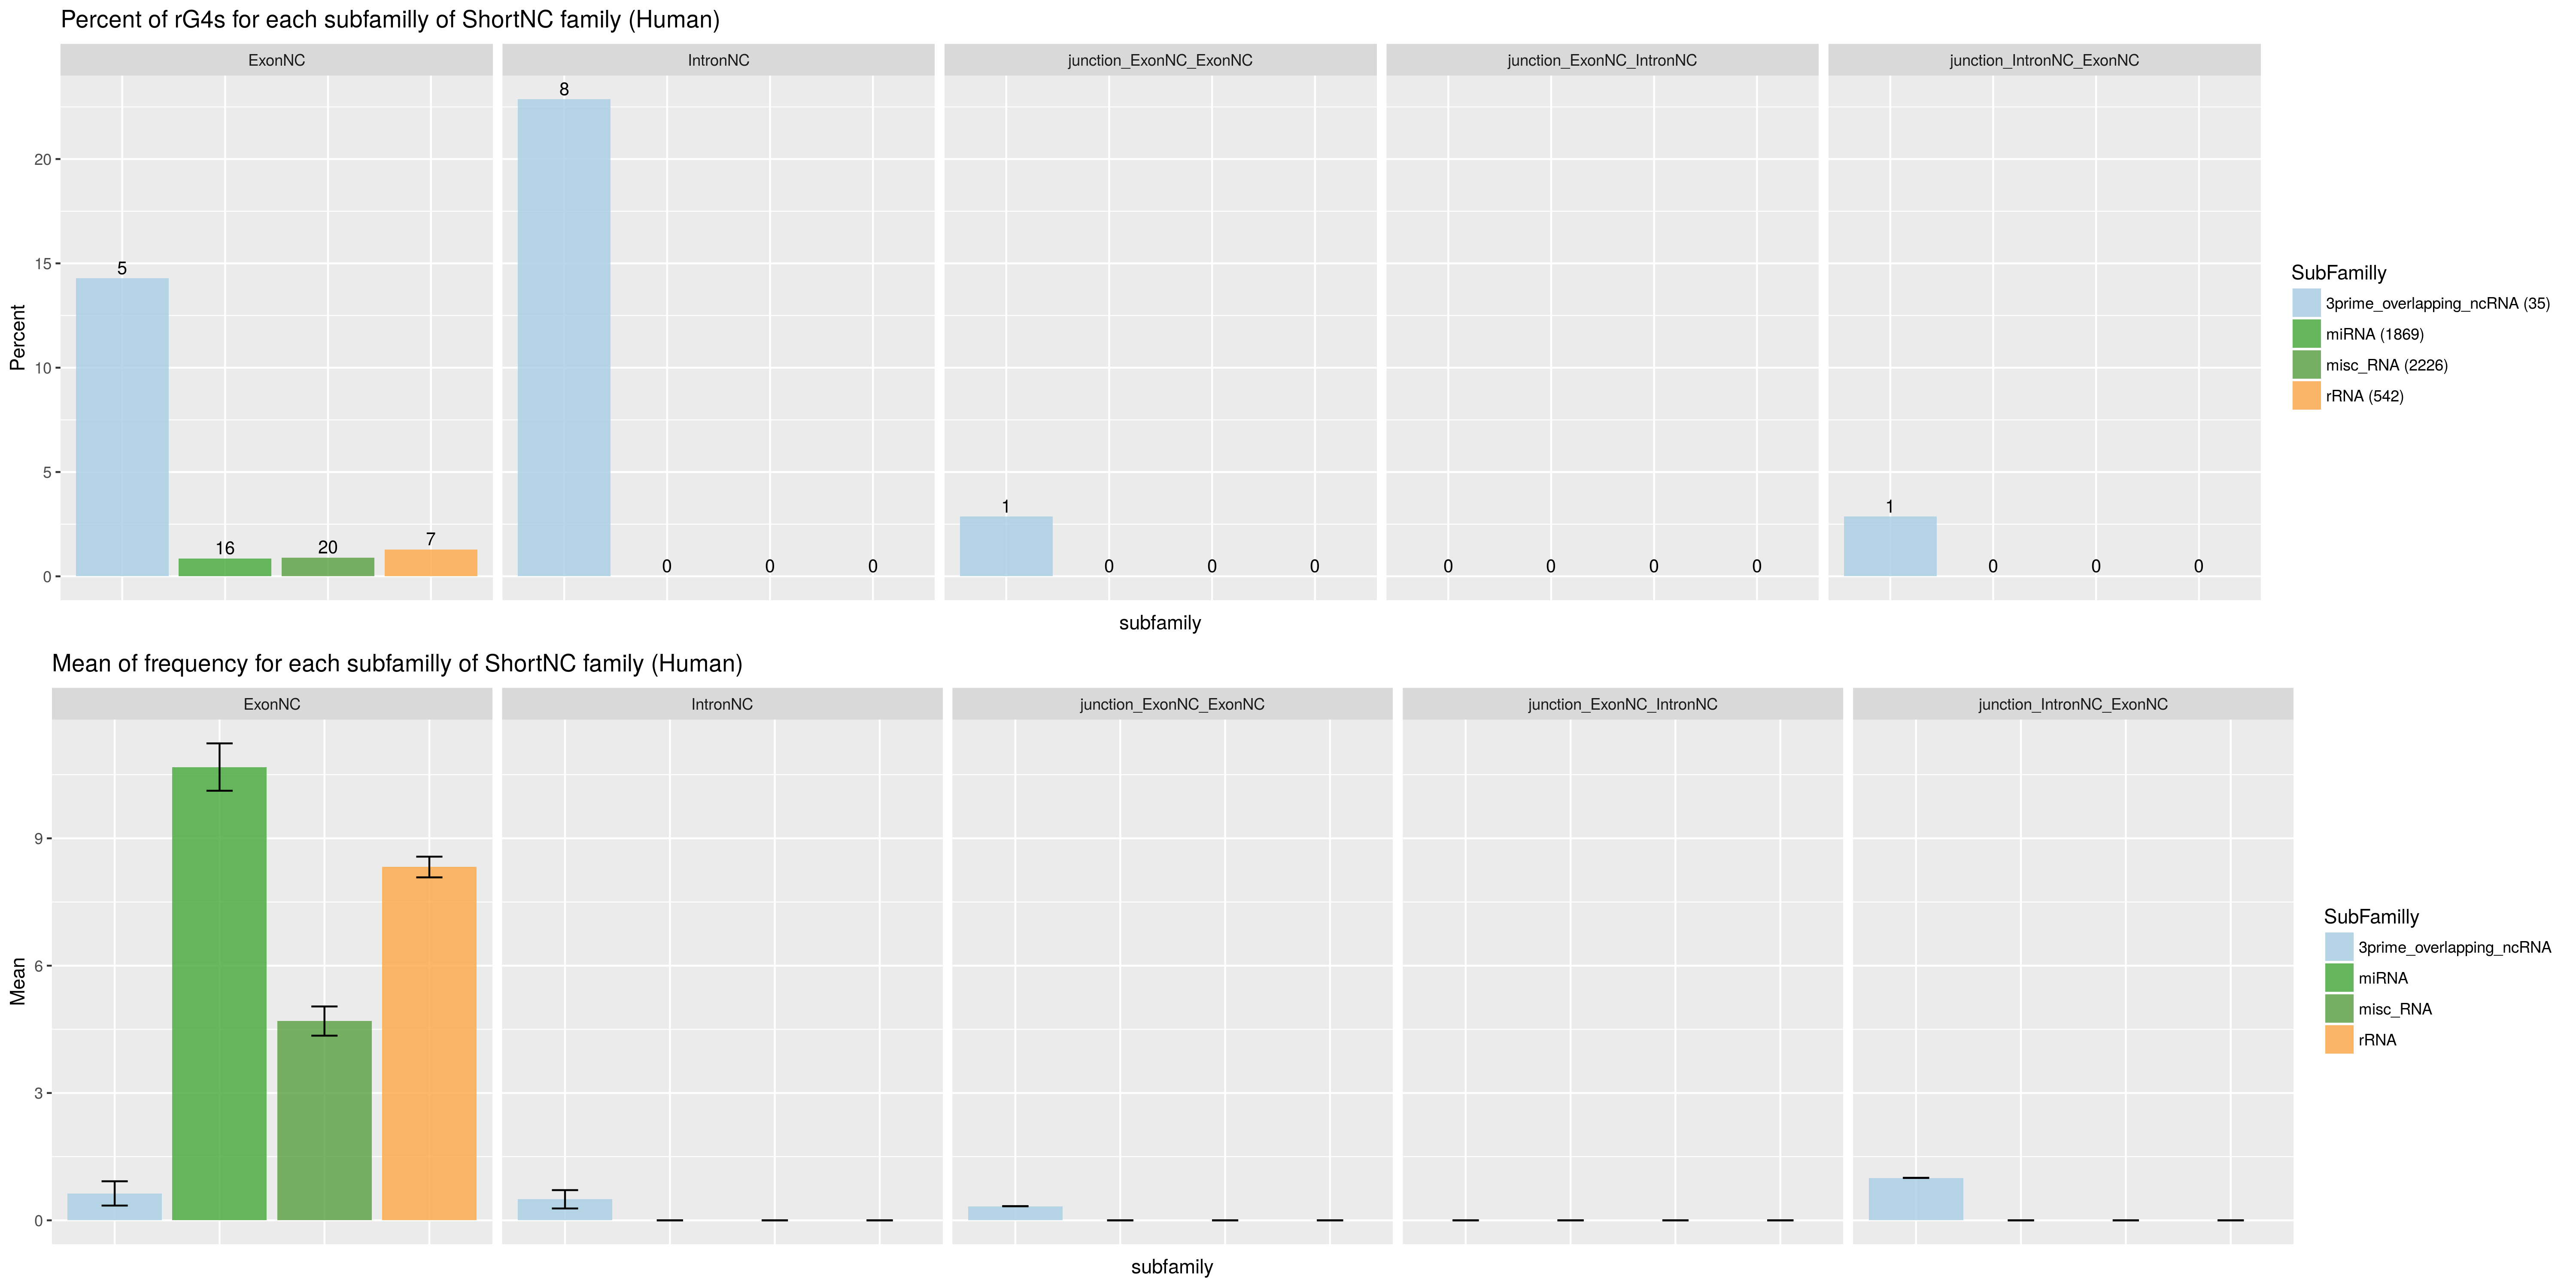 Percent of rG4s for each subfamilly of ShortNC family (Human)
ExonNC
IntronNC
junction_ExonNC_ExonNC
junction_ExonNC_IntronNC
junction_IntronNC_ExonNC
8
20
15
5
Percent
10
5
1
1
16
20
7
0
0 0 0
0 0 0
0 0 0 0
0 0 0
subfamily
SubFamilly
3prime_overlapping_ncRNA (35)
miRNA (1869)
misc_RNA (2226)
rRNA (542)
Mean of frequency for each subfamilly of ShortNC family (Human)
ExonNC
IntronNC
junction_ExonNC_ExonNC
junction_ExonNC_IntronNC
junction_IntronNC_ExonNC
9
6
Mean
3
0
subfamily
SubFamilly
3prime_overlapping_ncRNA
miRNA
misc_RNA
rRNA